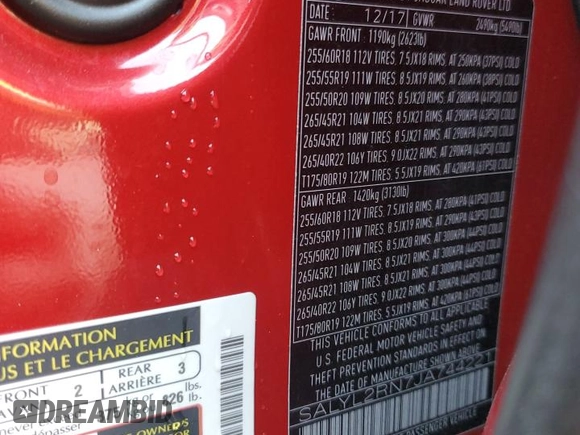 JAGUAR LAND ROVER LTD
DATE: 12/17 GVWR 2490kg (5490lb)
GAWR FRONT 1190kg (2623lb)
255/60R18 112V TIRES, 7.5JX18 RIMS, AT 250KPA (37PSI) COLD
255/55R19 111W TIRES, 8.5JX19 RIMS, AT 260KPA (38PSI) COLD
255/50R20 109W TIRES, 8.5JX20 RIMS, AT 280KPA (41PSI) COLD
265/45R21 104W TIRES, 8.5JX21 RIMS, AT 290KPA (43PSI) COLD
265/45R21 108W TIRES, 8.5JX21 RIMS, AT 290KPA (43PSI) COLD
265/40R22 106Y TIRES, 9.0JX22 RIMS, AT 290KPA (43PSI) COLD
T175/80R19 122M TIRES, 5.5JX19 RIMS, AT 420KPA (61PSI) COLD
GAWR REAR 1420kg (3130lb)
255/60R18 112V TIRES, 7.5JX18 RIMS, AT 280KPA (41PSI) COLD
255/55R19 111W TIRES, 8.5JX19 RIMS, AT 290KPA (43PSI) COLD
255/50R20 109W TIRES, 8.5JX20 RIMS, AT 300KPA (44PSI) COLD
265/45R21 104W TIRES, 8.5JX21 RIMS, AT 300KPA (44PSI) COLD
265/45R21 108W TIRES, 8.5JX21 RIMS, AT 300KPA (44PSI) COLD
265/40R22 106Y TIRES, 9.0JX22 RIMS, AT 300KPA (44PSI) COLD
T175/80R19 122M TIRES, 5.5JX19 RIMS, AT 420KPA (61PSI) COLD
THIS VEHICLE CONFORMS TO ALL APPLICABLE
U.S. FEDERAL MOTOR VEHICLE SAFETY AND
THEFT PREVENTION STANDARDS IN EFFECT ON
THE DATE OF MANUFACTURE SHOWN ABOVE.
SALYL2RN7JA744221
PASSENGER VEHICLE
INFORMATION
US ET LE CHARGEMENT
FRONT 2 REAR 3
AVANT ARRIÈRE
626 lbs.
dépasser
OWNER'S
DREAMBID